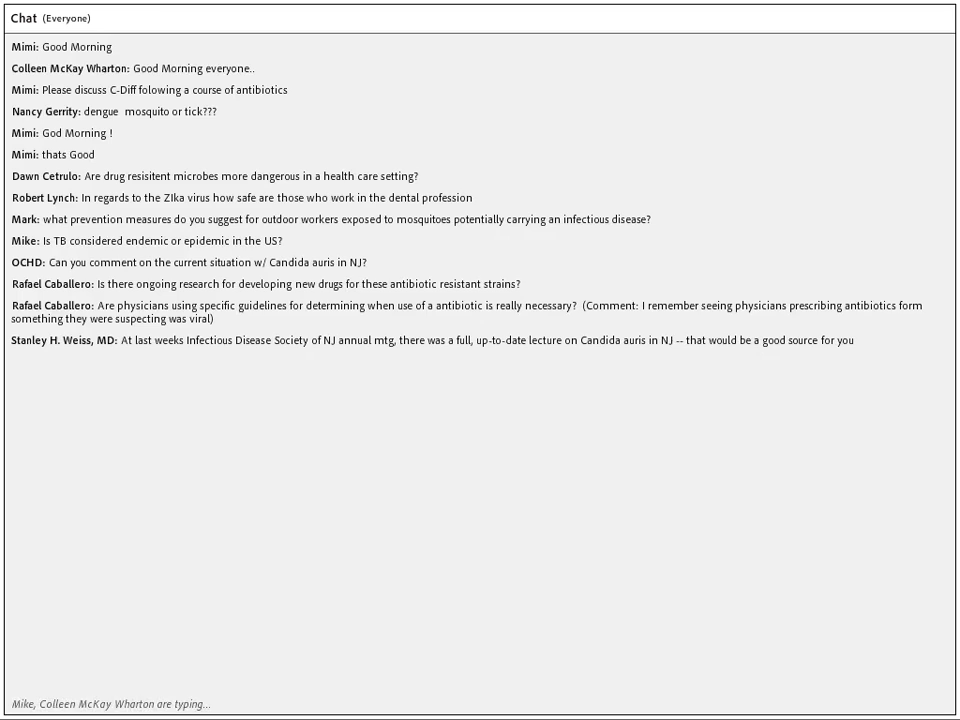 Chat (Everyone)
Mimi: Good Morning
Colleen McKay Wharton: Good Morning everyone..
Mimi: Please discuss C-Diff folowing a course of antibiotics
Nancy Gerrity: dengue  mosquito or tick???
Mimi: God Morning !
Mimi: thats Good
Dawn Cetrulo: Are drug resisitent microbes more dangerous in a health care setting?
Robert Lynch: In regards to the ZIka virus how safe are those who work in the dental profession
Mark: what prevention measures do you suggest for outdoor workers exposed to mosquitoes potentially carrying an infectious disease?
Mike: Is TB considered endemic or epidemic in the US?
OCHD: Can you comment on the current situation w/ Candida auris in NJ?
Rafael Caballero: Is there ongoing research for developing new drugs for these antibiotic resistant strains?
Rafael Caballero: Are physicians using specific guidelines for determining when use of a antibiotic is really necessary?  (Comment: I remember seeing physicians prescribing antibiotics form
something they were suspecting was viral)
Stanley H. Weiss, MD: At last weeks Infectious Disease Society of NJ annual mtg, there was a full, up-to-date lecture on Candida auris in NJ -- that would be a good source for you
Mike, Colleen McKay Wharton are typing...